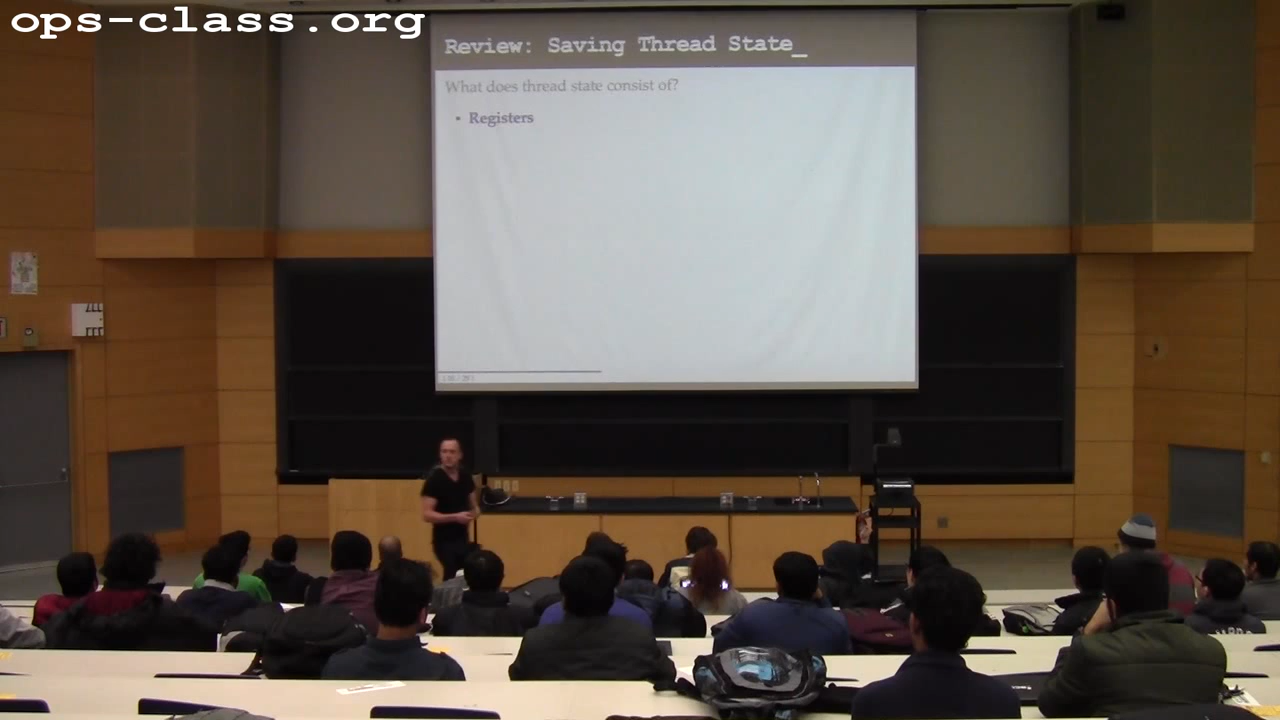 ops-class.org
Review: Saving Thread State_
What does thread state consist of?
• Registers